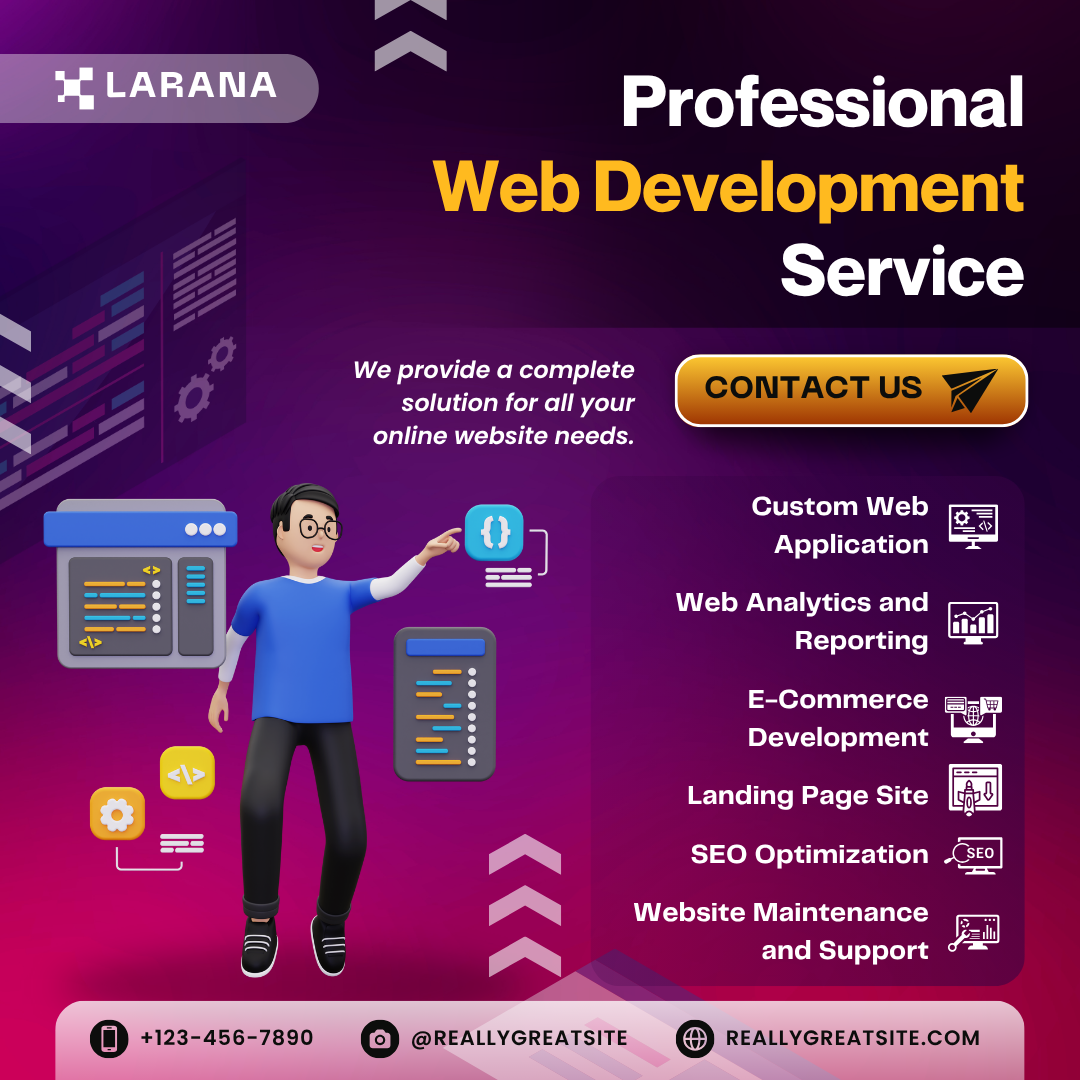 LARANA
Professional
Web Development
Service
We provide a complete
solution for all your
online website needs.
CONTACT US
Custom Web
Application
Web Analytics and
Reporting
E-Commerce
Development
Landing Page Site
SEO Optimization
SEO
Website Maintenance
and Support
+123-456-7890
@REALLYGREATSITE
REALLYGREATSITE.COM